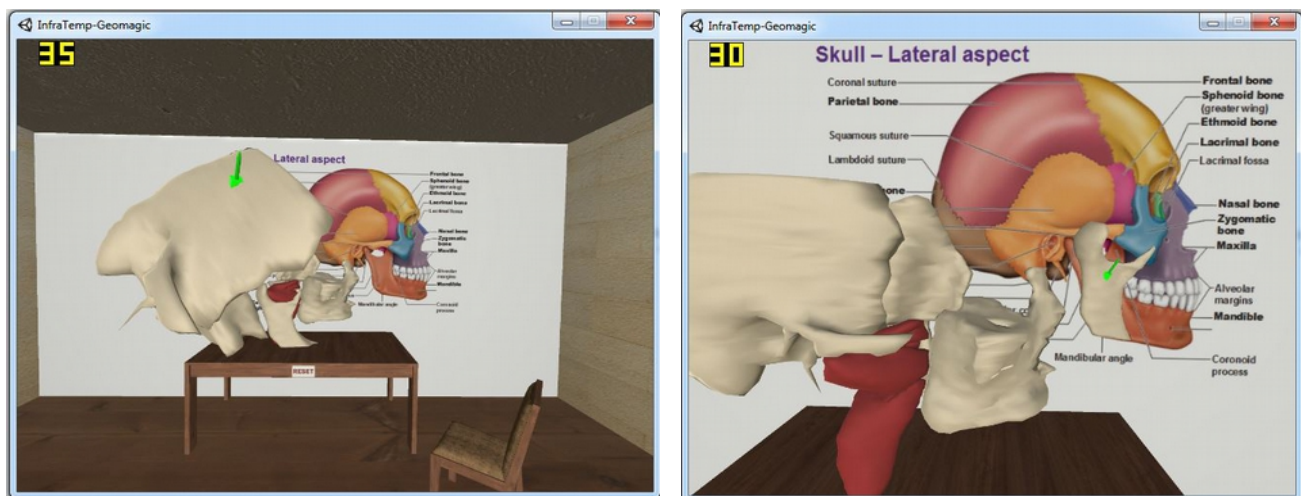 InfraTemp-Geomagic
35
Lateral aspect
Frontal bone
Sphenoid bone
(greater wing)
Ethmoid bone
Lacrimal bone
Lacrimal fossa
Nasal bone
Zygomatic
bone
Maxilla
Alveolar
margins
Mandible
Mandibular angle
Coronoid
process
RESET
InfraTemp-Geomagic
30
Skull – Lateral aspect
Coronal suture
Parietal bone
Squamous suture
Lambdoid suture
bone
Frontal bone
Sphenoid bone
(greater wing)
Ethmoid bone
Lacrimal bone
Lacrimal fossa
Nasal bone
Zygomatic
bone
Maxilla
Alveolar
margins
Mandible
Mandibular angle
Coronoid
process